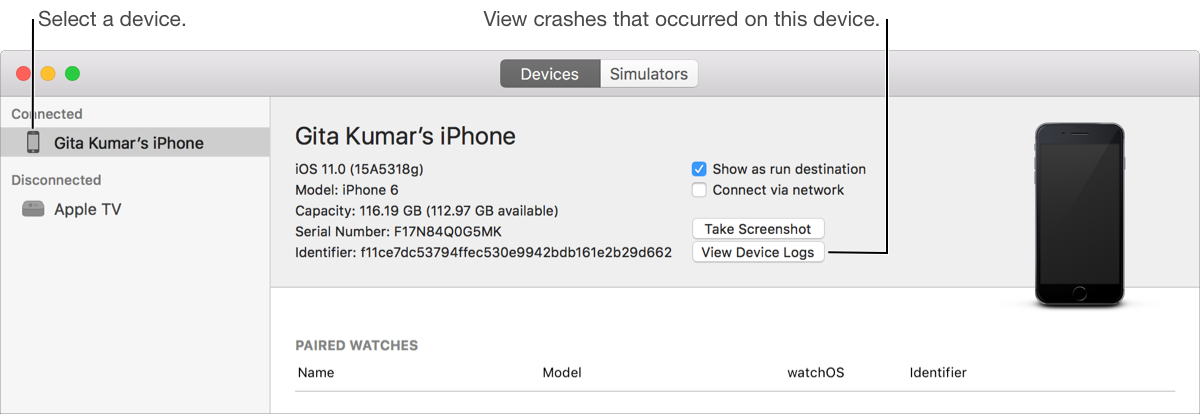 Select a device.
View crashes that occurred on this device.
Devices
Simulators
Connected
Gita Kumar’s iPhone
Disconnected
Apple TV
Gita Kumar’s iPhone
iOS 11.0 (15A5318g)
Model: iPhone 6
Capacity: 116.19 GB (112.97 GB available)
Serial Number: F17N84Q0G5MK
Identifier: f11ce7dc53794ffec530e9942bdb161e2b29d662
Show as run destination
Connect via network
Take Screenshot
View Device Logs
PAIRED WATCHES
Name Model watchOS Identifier